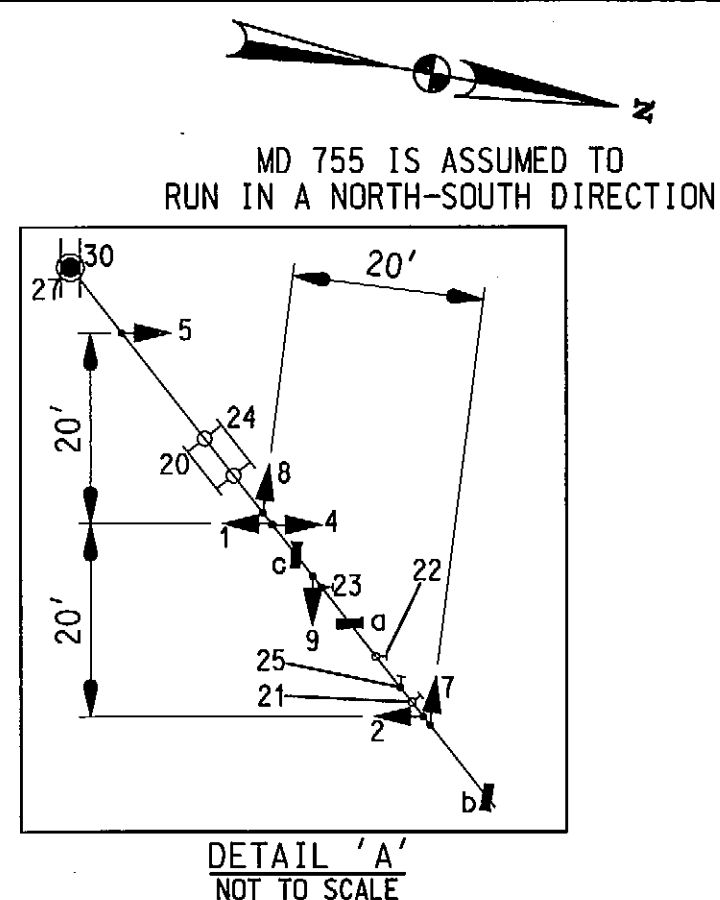 N
MD 755 IS ASSUMED TO
RUN IN A NORTH-SOUTH DIRECTION
30
20'
27
5
24
20'
20
8
1
4
c
23
22
a
9
20'
25
7
21
2
b
DETAIL 'A'
NOT TO SCALE